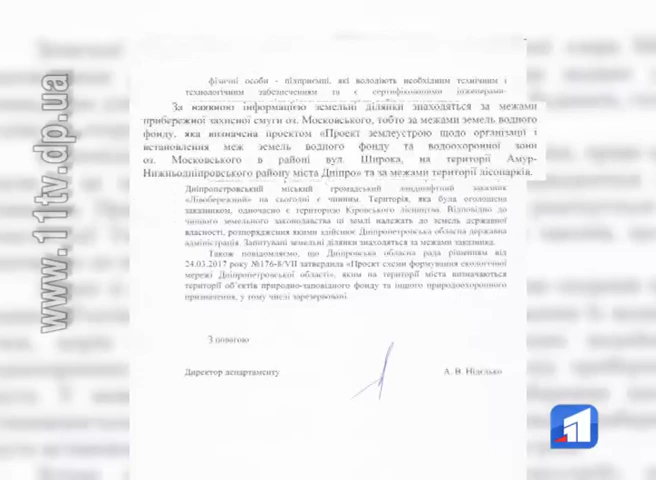 www.11tv.dp.ua
фізичні особи - підприємці, які володіють необхідним технічним і
технологічним забезпеченням та є сертифікованими інженерами-
За наявною інформацією земельні ділянки знаходяться за межами
прибережної захисної смуги оз. Московського, тобто за межами земель водного
фонду, яка визначена проектом «Проект землеустрою щодо організації і
встановлення меж земель водного фонду та водоохоронної зони
оз. Московського в районі вул. Широка, на території Амур-
Нижньодніпровського району міста Дніпро» та за межами території лісопарків.
Дніпропетровський міський громадський ландшафтний заказник
«Лівобережний» на сьогодні є чинним. Територія, яка була оголошена
заказником, одночасно є територією Кіровського лісництва. Відповідно до
чинного земельного законодавства ці землі належать до земель державної
власності, розпорядження якими здійснює Дніпропетровська обласна державна
адміністрація. Запитувані земельні ділянки знаходяться за межами заказника.
Також повідомляємо, що Дніпровська обласна рада рішенням від
24.03.2017 року №176-8/VII затвердила «Проект схеми формування екологічної
мережі Дніпропетровської області», яким на території міста визначаються
території об'єктів природно-заповідного фонду та іншого природоохоронного
призначення, у тому числі зарезервовані.
З повагою
Директор департаменту А. В. Нідєлько
11